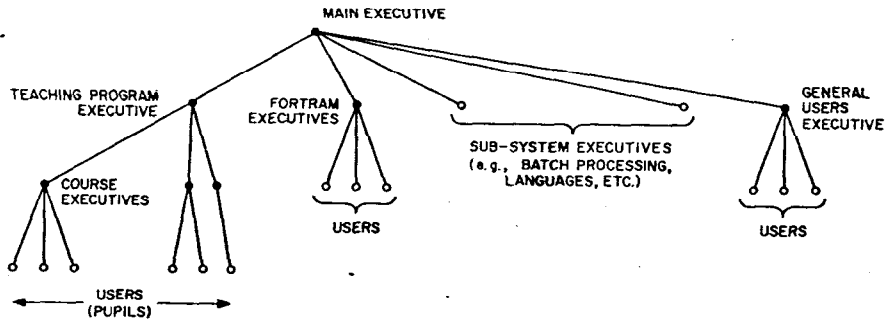 MAIN EXECUTIVE
TEACHING PROGRAM
EXECUTIVE
FORTRAM
EXECUTIVES
GENERAL
USERS
EXECUTIVE
SUB-SYSTEM EXECUTIVES
(e.g., BATCH PROCESSING,
LANGUAGES, ETC.)
COURSE
EXECUTIVES
USERS
USERS
USERS
(PUPILS)